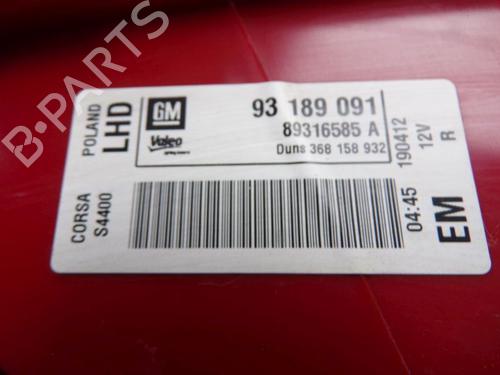 B-PARTS
POLAND
LHD
CORSA
S4400
GM
Valeo
93 189 091
89316585 A
Duns 368 158 932
190412
12V
R
04:45
EM